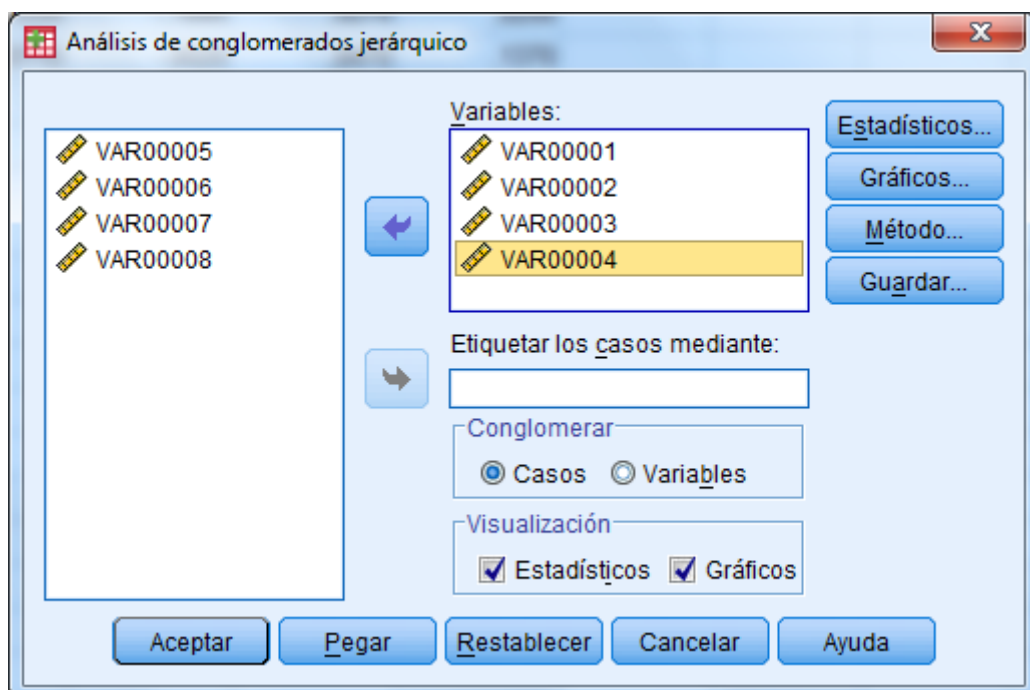 Análisis de conglomerados jerárquico
VAR00005
VAR00006
VAR00007
VAR00008
Variables:
VAR00001
VAR00002
VAR00003
VAR00004
Estadísticos...
Gráficos...
Método...
Guardar...
Etiquetar los casos mediante:
Conglomerar
Casos Variables
Visualización
Estadísticos Gráficos
Aceptar Pegar Restablecer Cancelar Ayuda